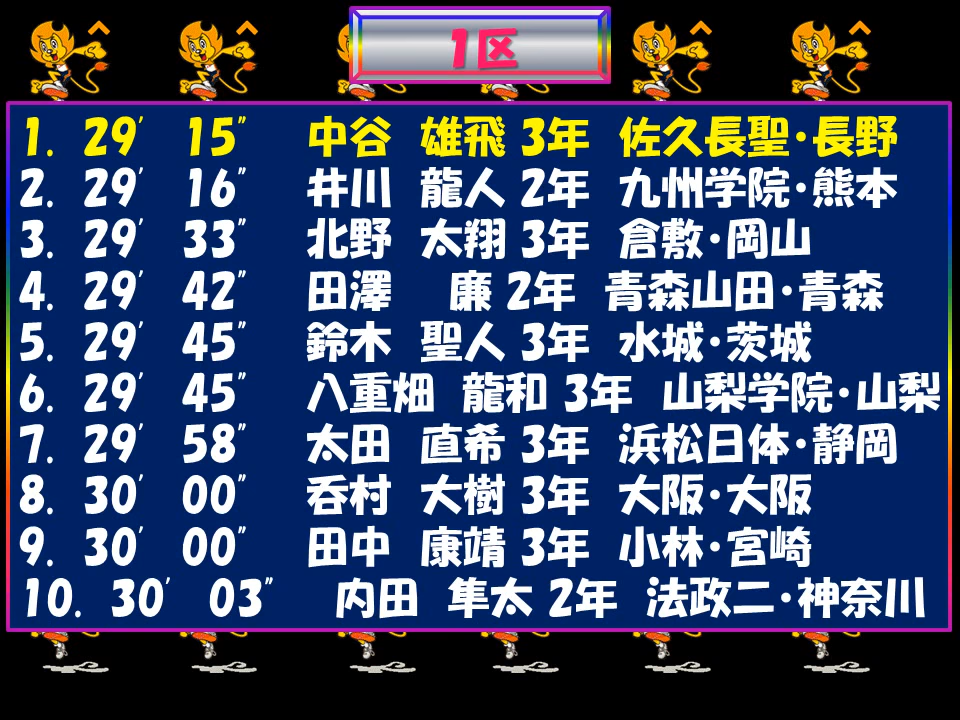 1区
1. 29′ 15″ 中谷 雄飛 3年 佐久長聖・長野
2. 29′ 16″ 井川 龍人 2年 九州学院・熊本
3. 29′ 33″ 北野 太翔 3年 倉敷・岡山
4. 29′ 42″ 田澤 廉 2年 青森山田・青森
5. 29′ 45″ 鈴木 聖人 3年 水城・茨城
6. 29′ 45″ 八重畑 龍和 3年 山梨学院・山梨
7. 29′ 58″ 太田 直希 3年 浜松日体・静岡
8. 30′ 00″ 呑村 大樹 3年 大阪・大阪
9. 30′ 00″ 田中 康靖 3年 小林・宮崎
10. 30′ 03″ 内田 隼太 2年 法政二・神奈川